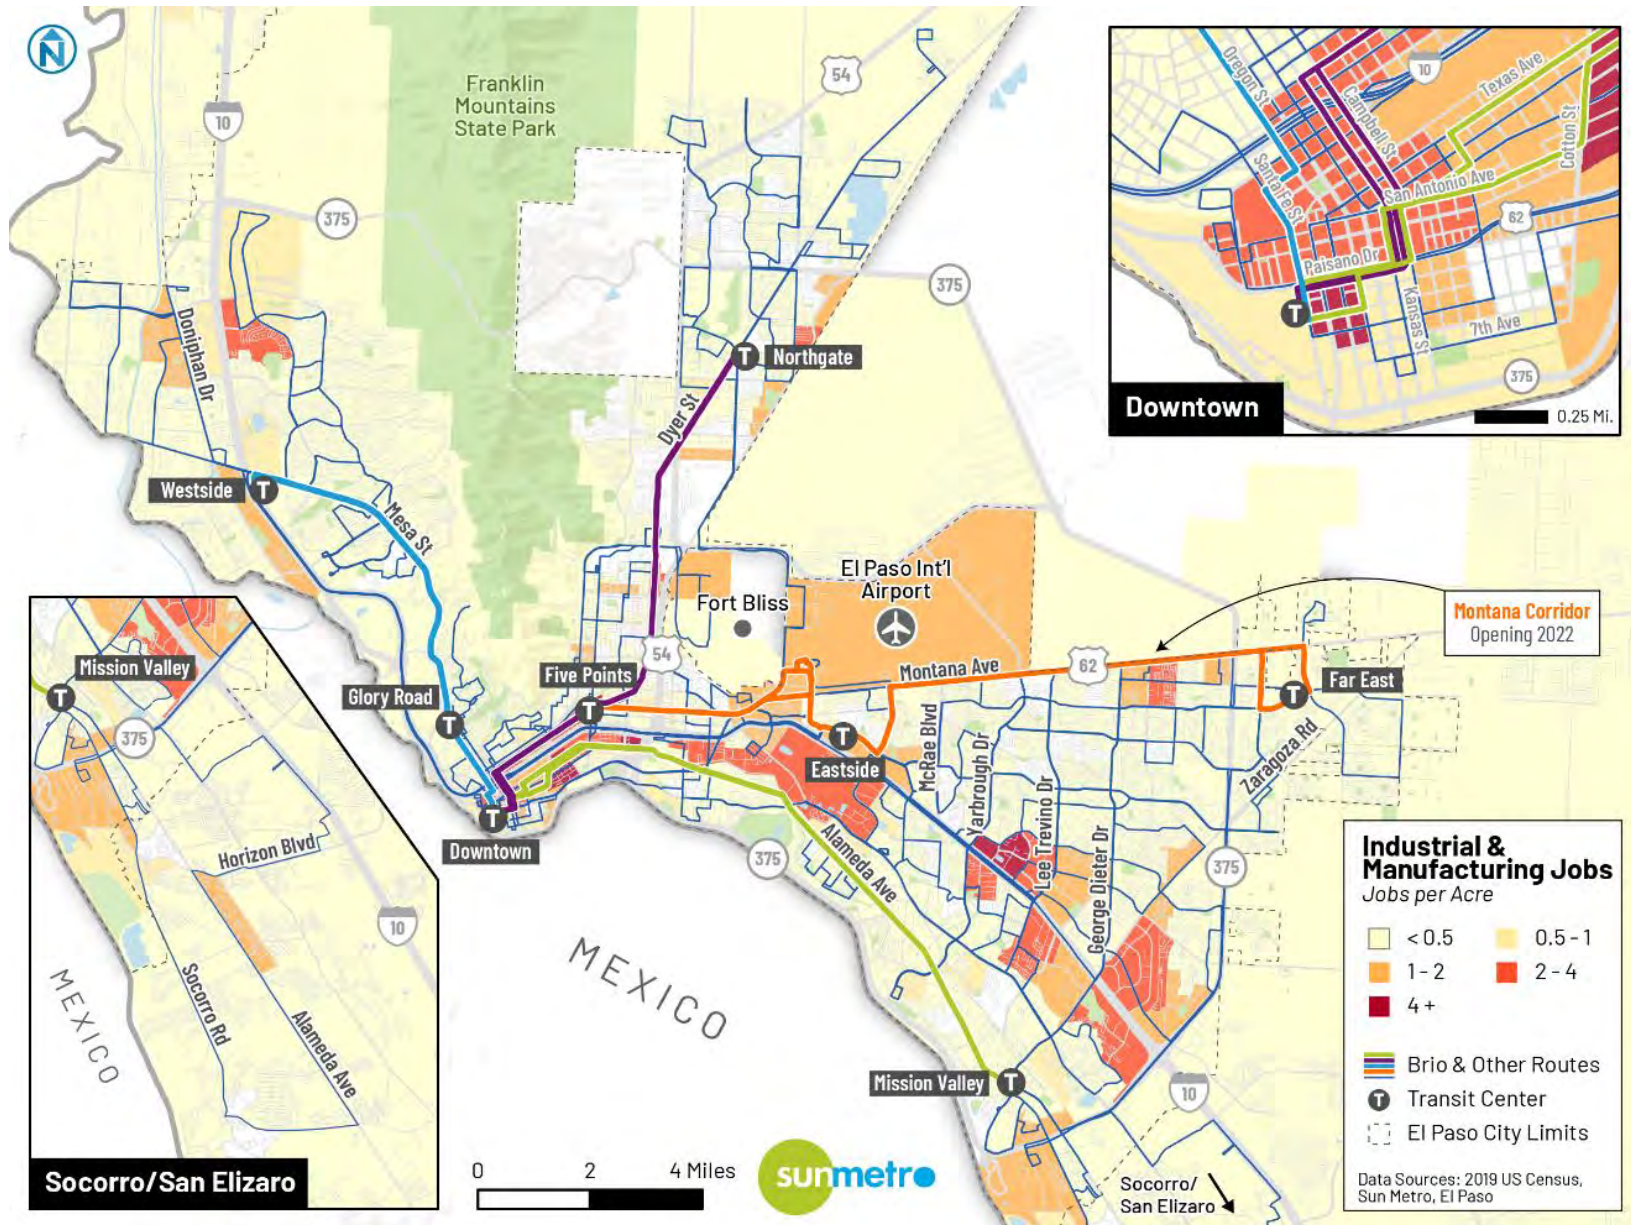 N
Franklin
Mountains
State Park
54
10
375
375
Doniphan Dr
Northgate
Dyer St
Westside
Mesa St
El Paso Int'l
Airport
Fort Bliss
54
Five Points
Glory Road
Montana Ave
62
Montana Corridor
Opening 2022
Far East
Eastside
McRae Blvd
Yarbrough Dr
Lee Trevino Dr
George Dieter Dr
Zaragoza Rd
Downtown
375
Alameda Ave
375
MEXICO
Mission Valley
10
Socorro/
San Elizaro
Oregon St
10
Texas Ave
Campbell St
Cotton St
Santa Fe St
San Antonio Ave
62
Paisano Dr
Kansas St
7th Ave
375
Downtown
0.25 Mi.
Mission Valley
375
Horizon Blvd
10
Socorro Rd
Alameda Ave
MEXICO
Socorro/San Elizaro
0 2 4 Miles
sunmetro
Industrial &
Manufacturing Jobs
Jobs per Acre
< 0.5 0.5 - 1
1 - 2 2 - 4
4 +
Brio & Other Routes
T Transit Center
El Paso City Limits
Data Sources: 2019 US Census,
Sun Metro, El Paso